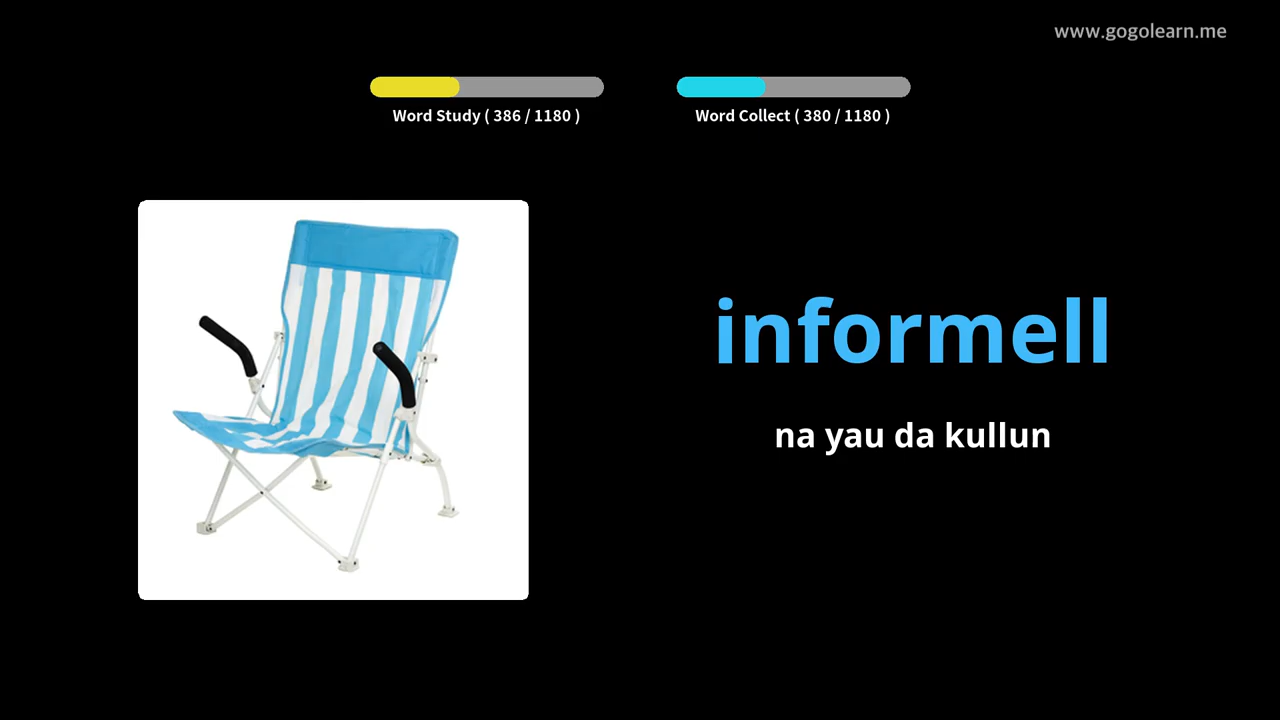 www.gogolearn.me
Word Study ( 386 / 1180 )
Word Collect ( 380 / 1180 )
informell
na yau da kullun